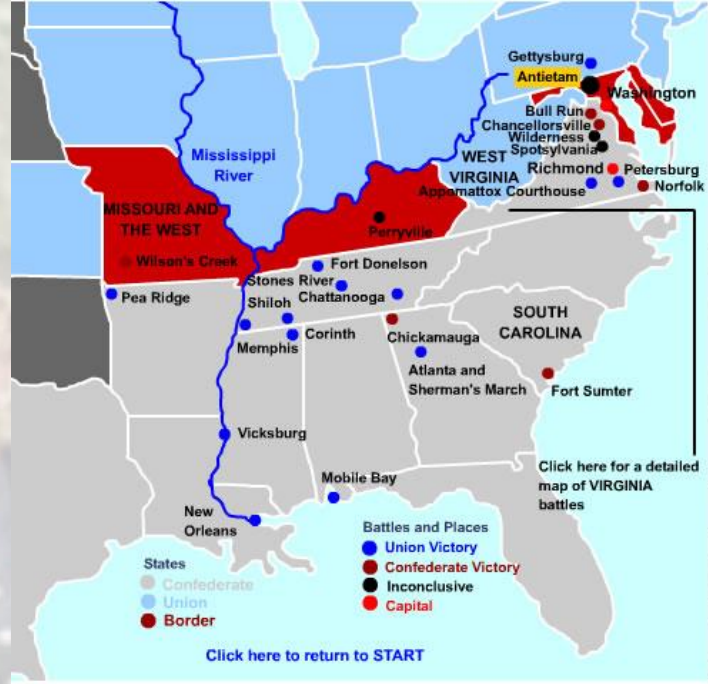 Gettysburg
Antietam
Washington
Bull Run
Chancellorsville
Wilderness
Spotsylvania
Mississippi
River
WEST
VIRGINIA
Richmond
Petersburg
Appomattox Courthouse
Norfolk
MISSOURI AND
THE WEST
Perryville
Wilson's Creek
Fort Donelson
Stones River
Pea Ridge
Shiloh
Chattanooga
SOUTH
CAROLINA
Memphis
Corinth
Chickamauga
Atlanta and
Sherman's March
Fort Sumter
Vicksburg
Click here for a detailed
map of VIRGINIA
battles
Mobile Bay
New
Orleans
Battles and Places
Union Victory
Confederate Victory
Inconclusive
Capital
States
Confederate
Union
Border
Click here to return to START